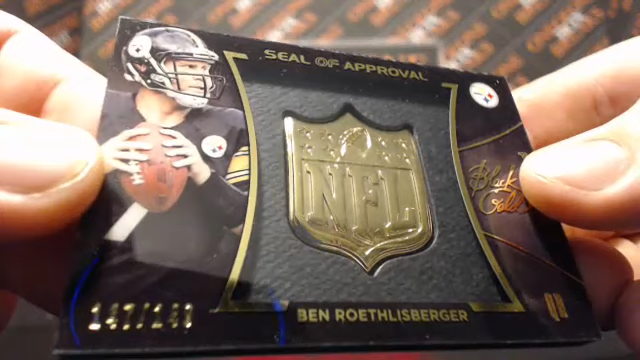 SEAL OF APPROVAL
NFL
Black
Gold
BEN ROETHLISBERGER
QB